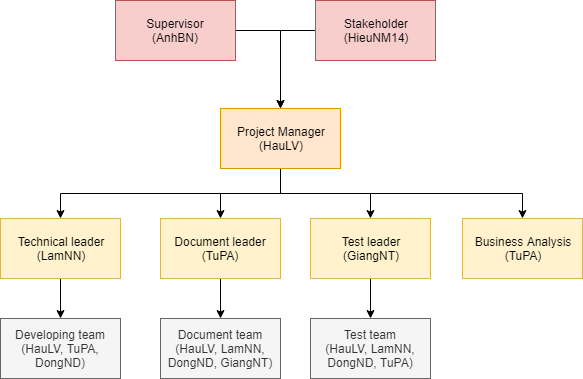 Supervisor
(AnhBN)
Stakeholder
(HieuNM14)
Project Manager
(HauLV)
Technical leader
(LamNN)
Document leader
(TuPA)
Test leader
(GiangNT)
Business Analysis
(TuPA)
Developing team
(HauLV, TuPA,
DongND)
Document team
(HauLV, LamNN,
DongND, GiangNT)
Test team
(HauLV, LamNN,
DongND, TuPA)